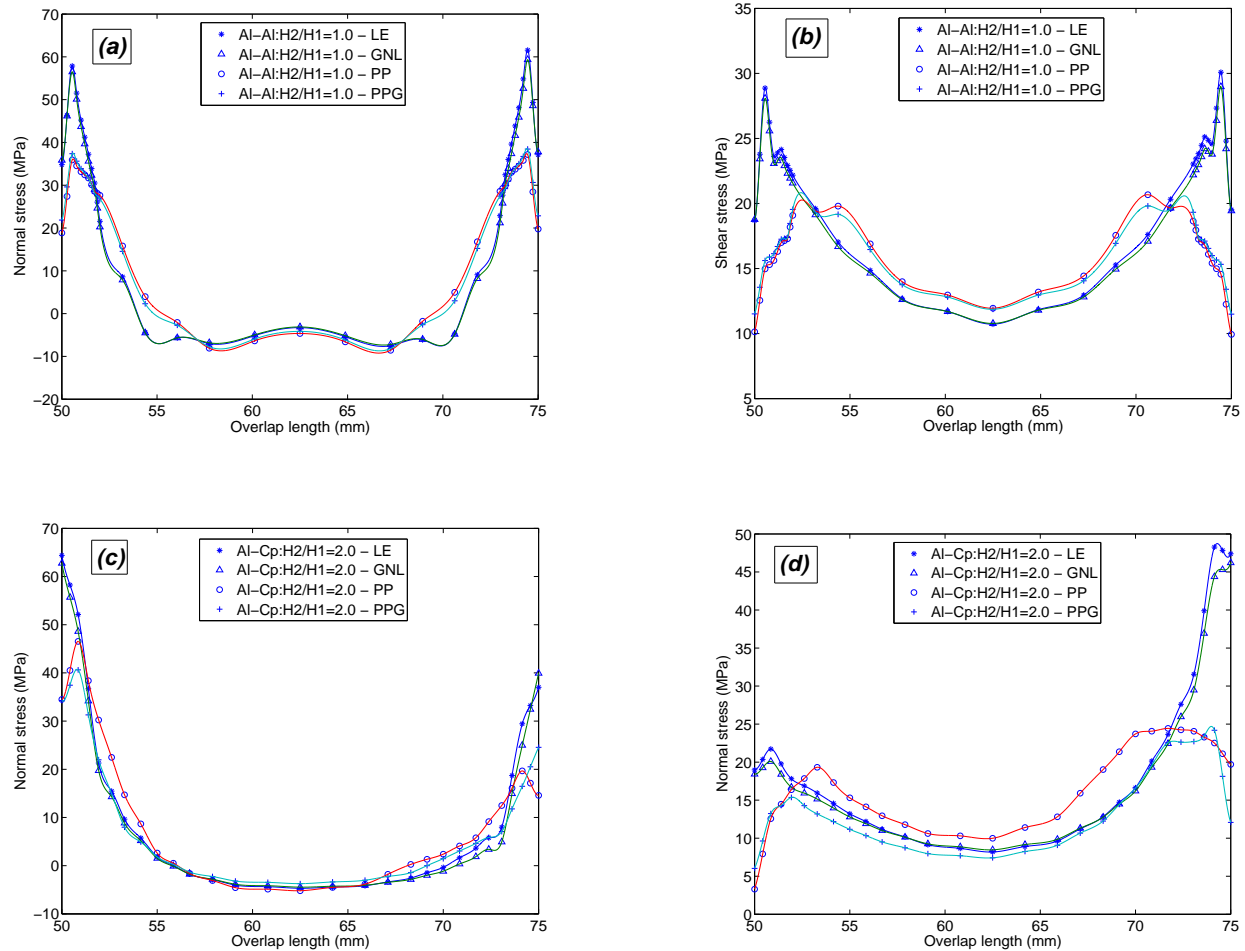 (a)
Al−Al:H2/H1=1.0 − LE
Al−Al:H2/H1=1.0 − GNL
Al−Al:H2/H1=1.0 − PP
Al−Al:H2/H1=1.0 − PPG
70
60
50
40
30
20
10
0
−10
−20
Normal stress (MPa)
50
55
60
65
70
75
Overlap length (mm)
(b)
Al−Al:H2/H1=1.0 − LE
Al−Al:H2/H1=1.0 − GNL
Al−Al:H2/H1=1.0 − PP
Al−Al:H2/H1=1.0 − PPG
35
30
25
20
15
10
5
Shear stress (MPa)
50
55
60
65
70
75
Overlap length (mm)
(c)
Al−Cp:H2/H1=2.0 − LE
Al−Cp:H2/H1=2.0 − GNL
Al−Cp:H2/H1=2.0 − PP
Al−Cp:H2/H1=2.0 − PPG
70
60
50
40
30
20
10
0
−10
Normal stress (MPa)
50
55
60
65
70
75
Overlap length (mm)
(d)
Al−Cp:H2/H1=2.0 − LE
Al−Cp:H2/H1=2.0 − GNL
Al−Cp:H2/H1=2.0 − PP
Al−Cp:H2/H1=2.0 − PPG
50
45
40
35
30
25
20
15
10
5
0
Normal stress (MPa)
50
55
60
65
70
75
Overlap length (mm)